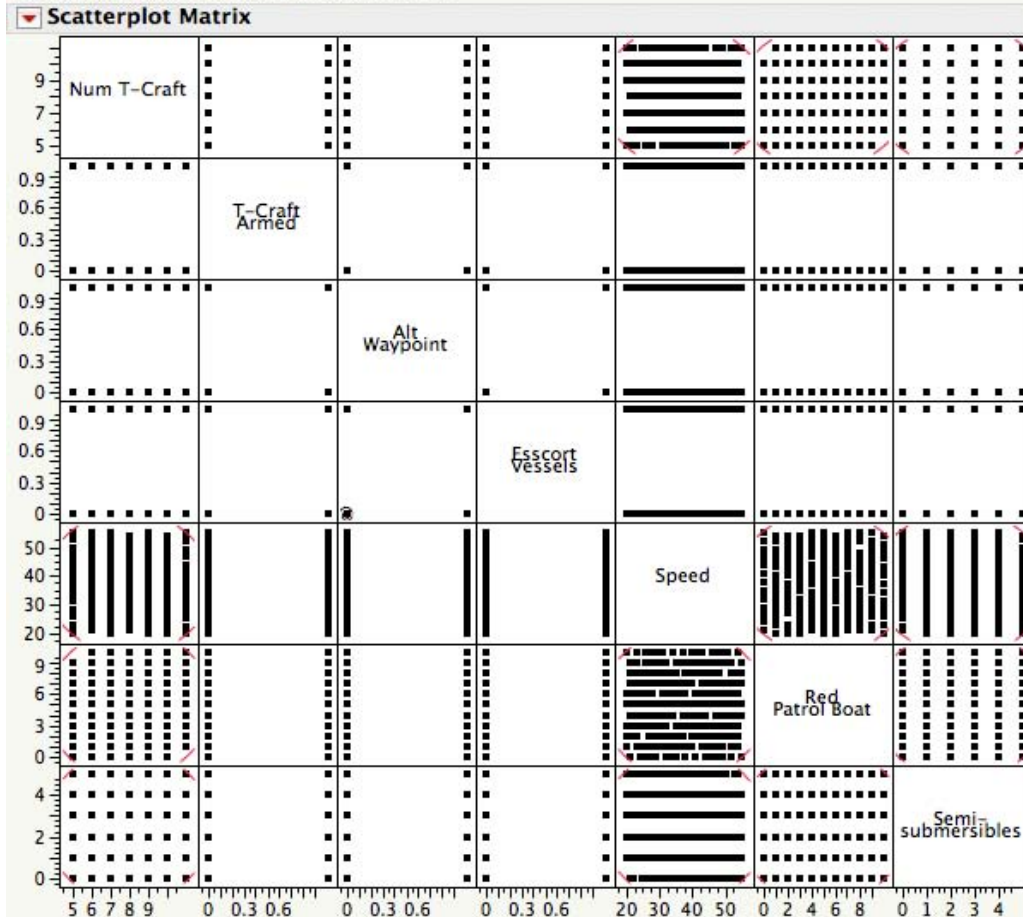 Scatterplot Matrix
9
7
5
Num T-Craft
0.9
0.6
0.3
0
T-Craft
Armed
0.9
0.6
0.3
0
Alt
Waypoint
0.9
0.6
0.3
0
Esscort
Vessels
50
40
30
20
Speed
9
6
3
0
Red
Patrol Boat
4
2
0
Semi-
submersibles
5 6 7 8 9 0 0.3 0.6 0 0.3 0.6 0 0.3 0.6 20 30 40 50 0 2 4 6 8 0 1 2 3 4